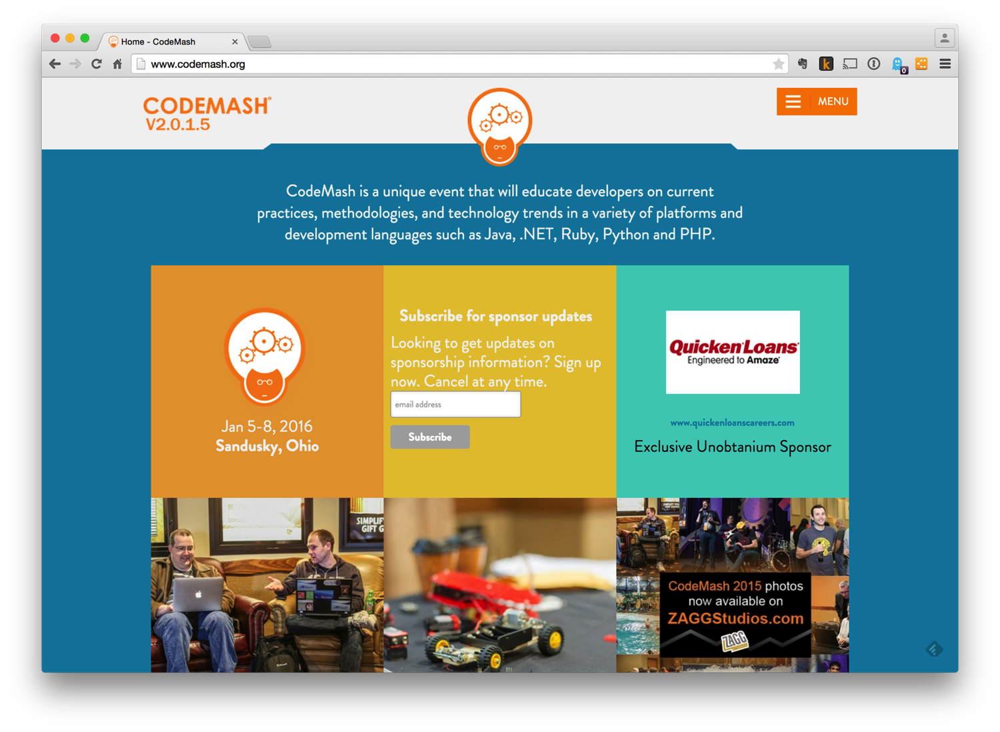 Home - CodeMash
www.codemash.org
0
CODEMASH®
V2.0.1.5
MENU
CodeMash is a unique event that will educate developers on current
practices, methodologies, and technology trends in a variety of platforms and
development languages such as Java, .NET, Ruby, Python and PHP.
Jan 5-8, 2016
Sandusky, Ohio
Subscribe for sponsor updates
Looking to get updates on
sponsorship information? Sign up
now. Cancel at any time.
email address
Subscribe
Quicken Loans®
Engineered to Amaze®
www.quickenloanscareers.com
Exclusive Unobtanium Sponsor
SIMPLIF
GIFT G
CodeMash 2015 photos
now available on
ZAGGStudios.com
ZAGG